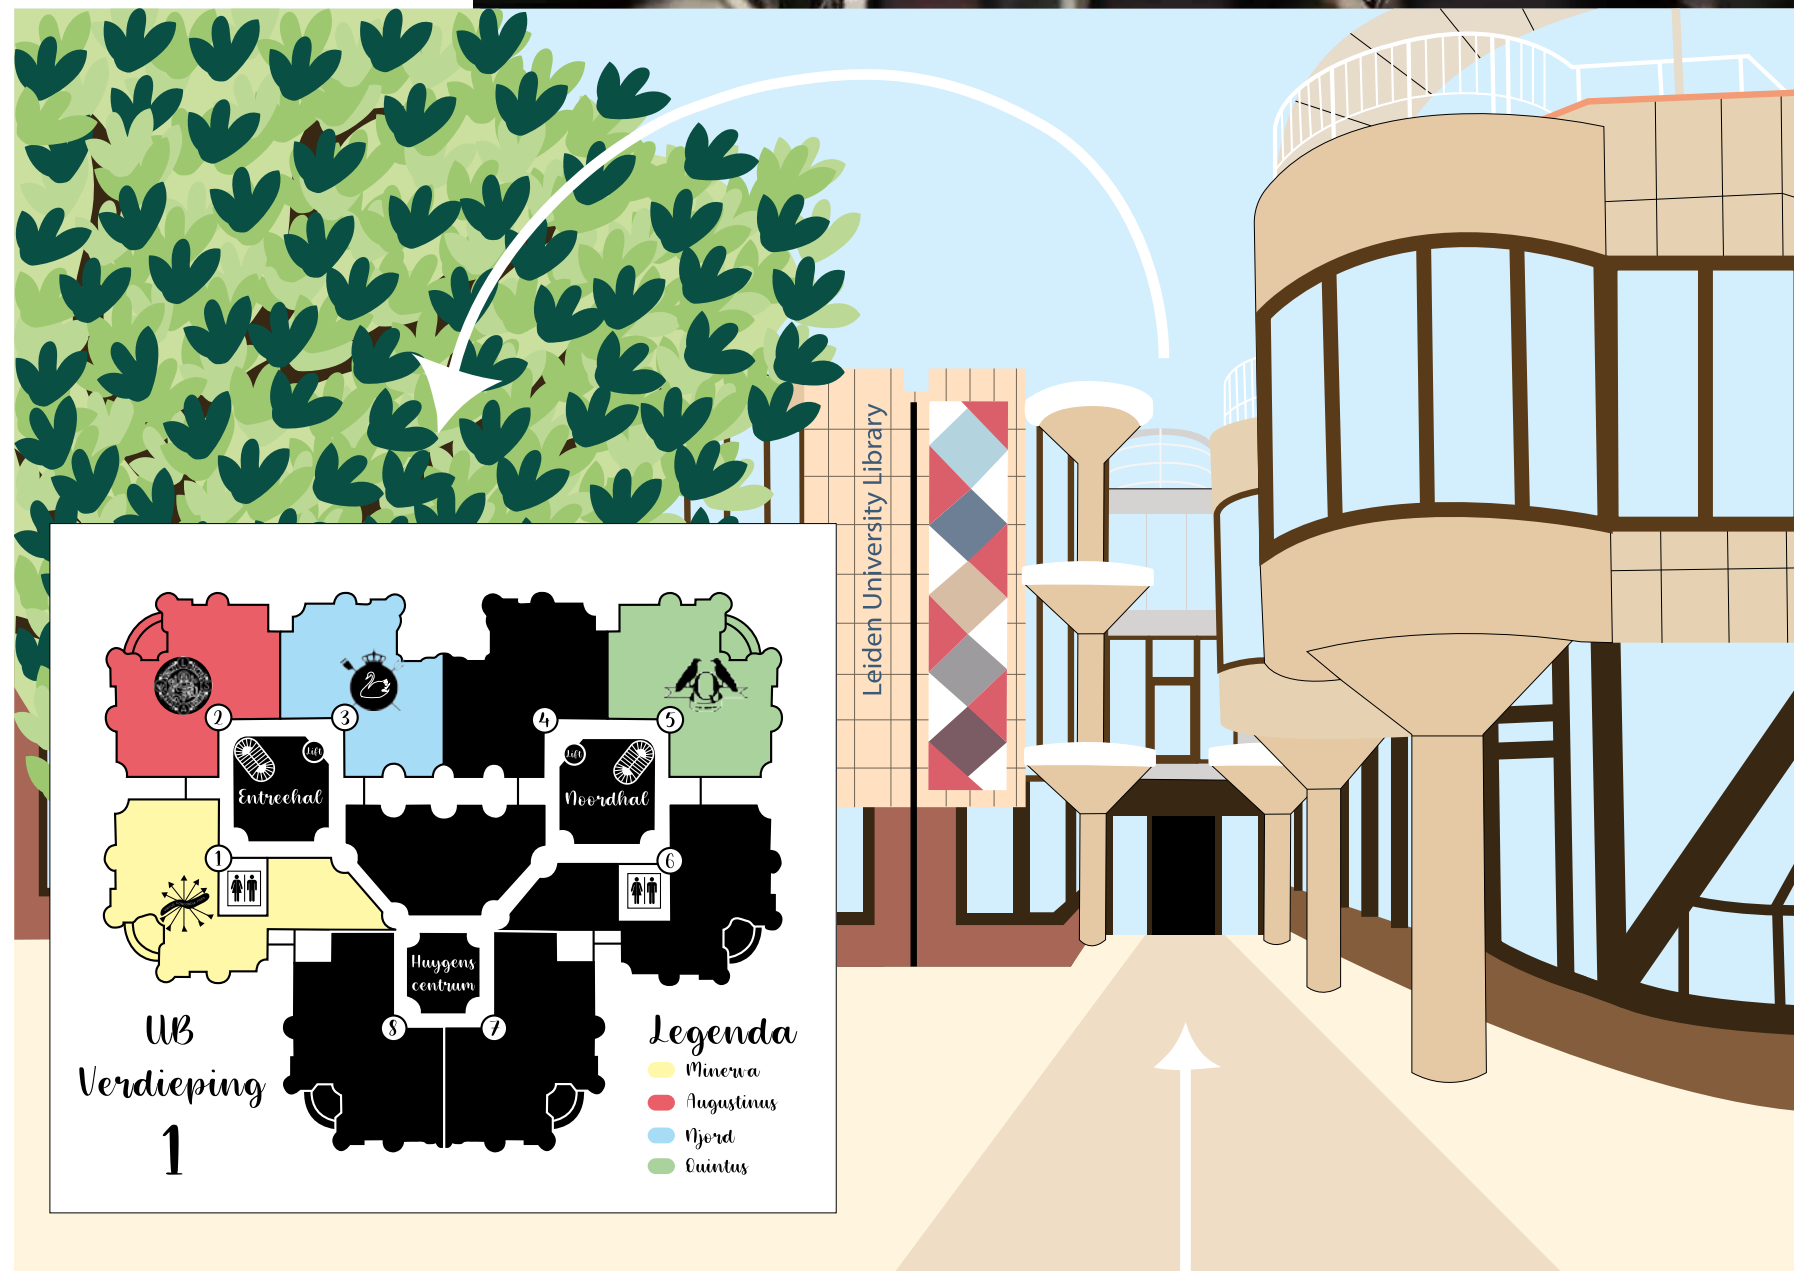 Leiden University Library
2
3
4
5
Lift
Lift
Entreehal
Noordhal
1
6
Huygens
centrum
8
7
UB
Verdieping
1
Legenda
Minerva
Augustinus
Njord
Quintus
Q